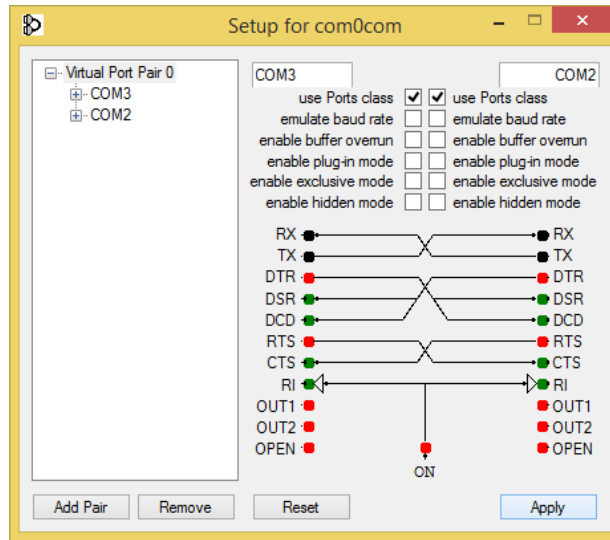 Setup for com0com
Virtual Port Pair 0
COM3
COM2
COM3 COM2
use Ports class use Ports class
emulate baud rate emulate baud rate
enable buffer overrun enable buffer overrun
enable plug-in mode enable plug-in mode
enable exclusive mode enable exclusive mode
enable hidden mode enable hidden mode
RX RX
TX TX
DTR DTR
DSR DSR
DCD DCD
RTS RTS
CTS CTS
RI RI
OUT1 OUT1
OUT2 OUT2
OPEN OPEN
ON
Add Pair Remove Reset Apply